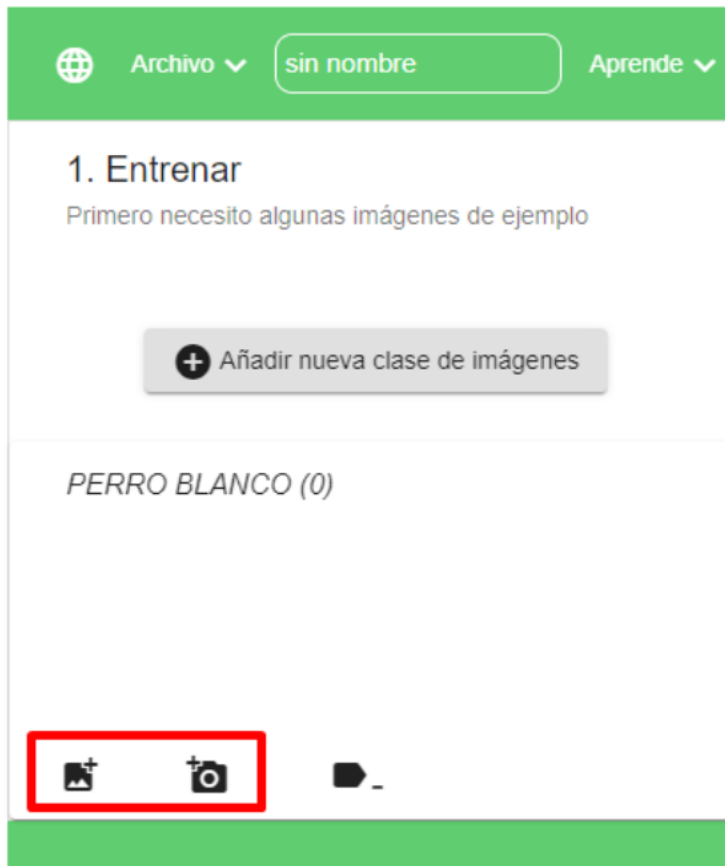 Archivo sin nombre Aprende
1. Entrenar
Primero necesito algunas imágenes de ejemplo
Añadir nueva clase de imágenes
PERRO BLANCO (0)